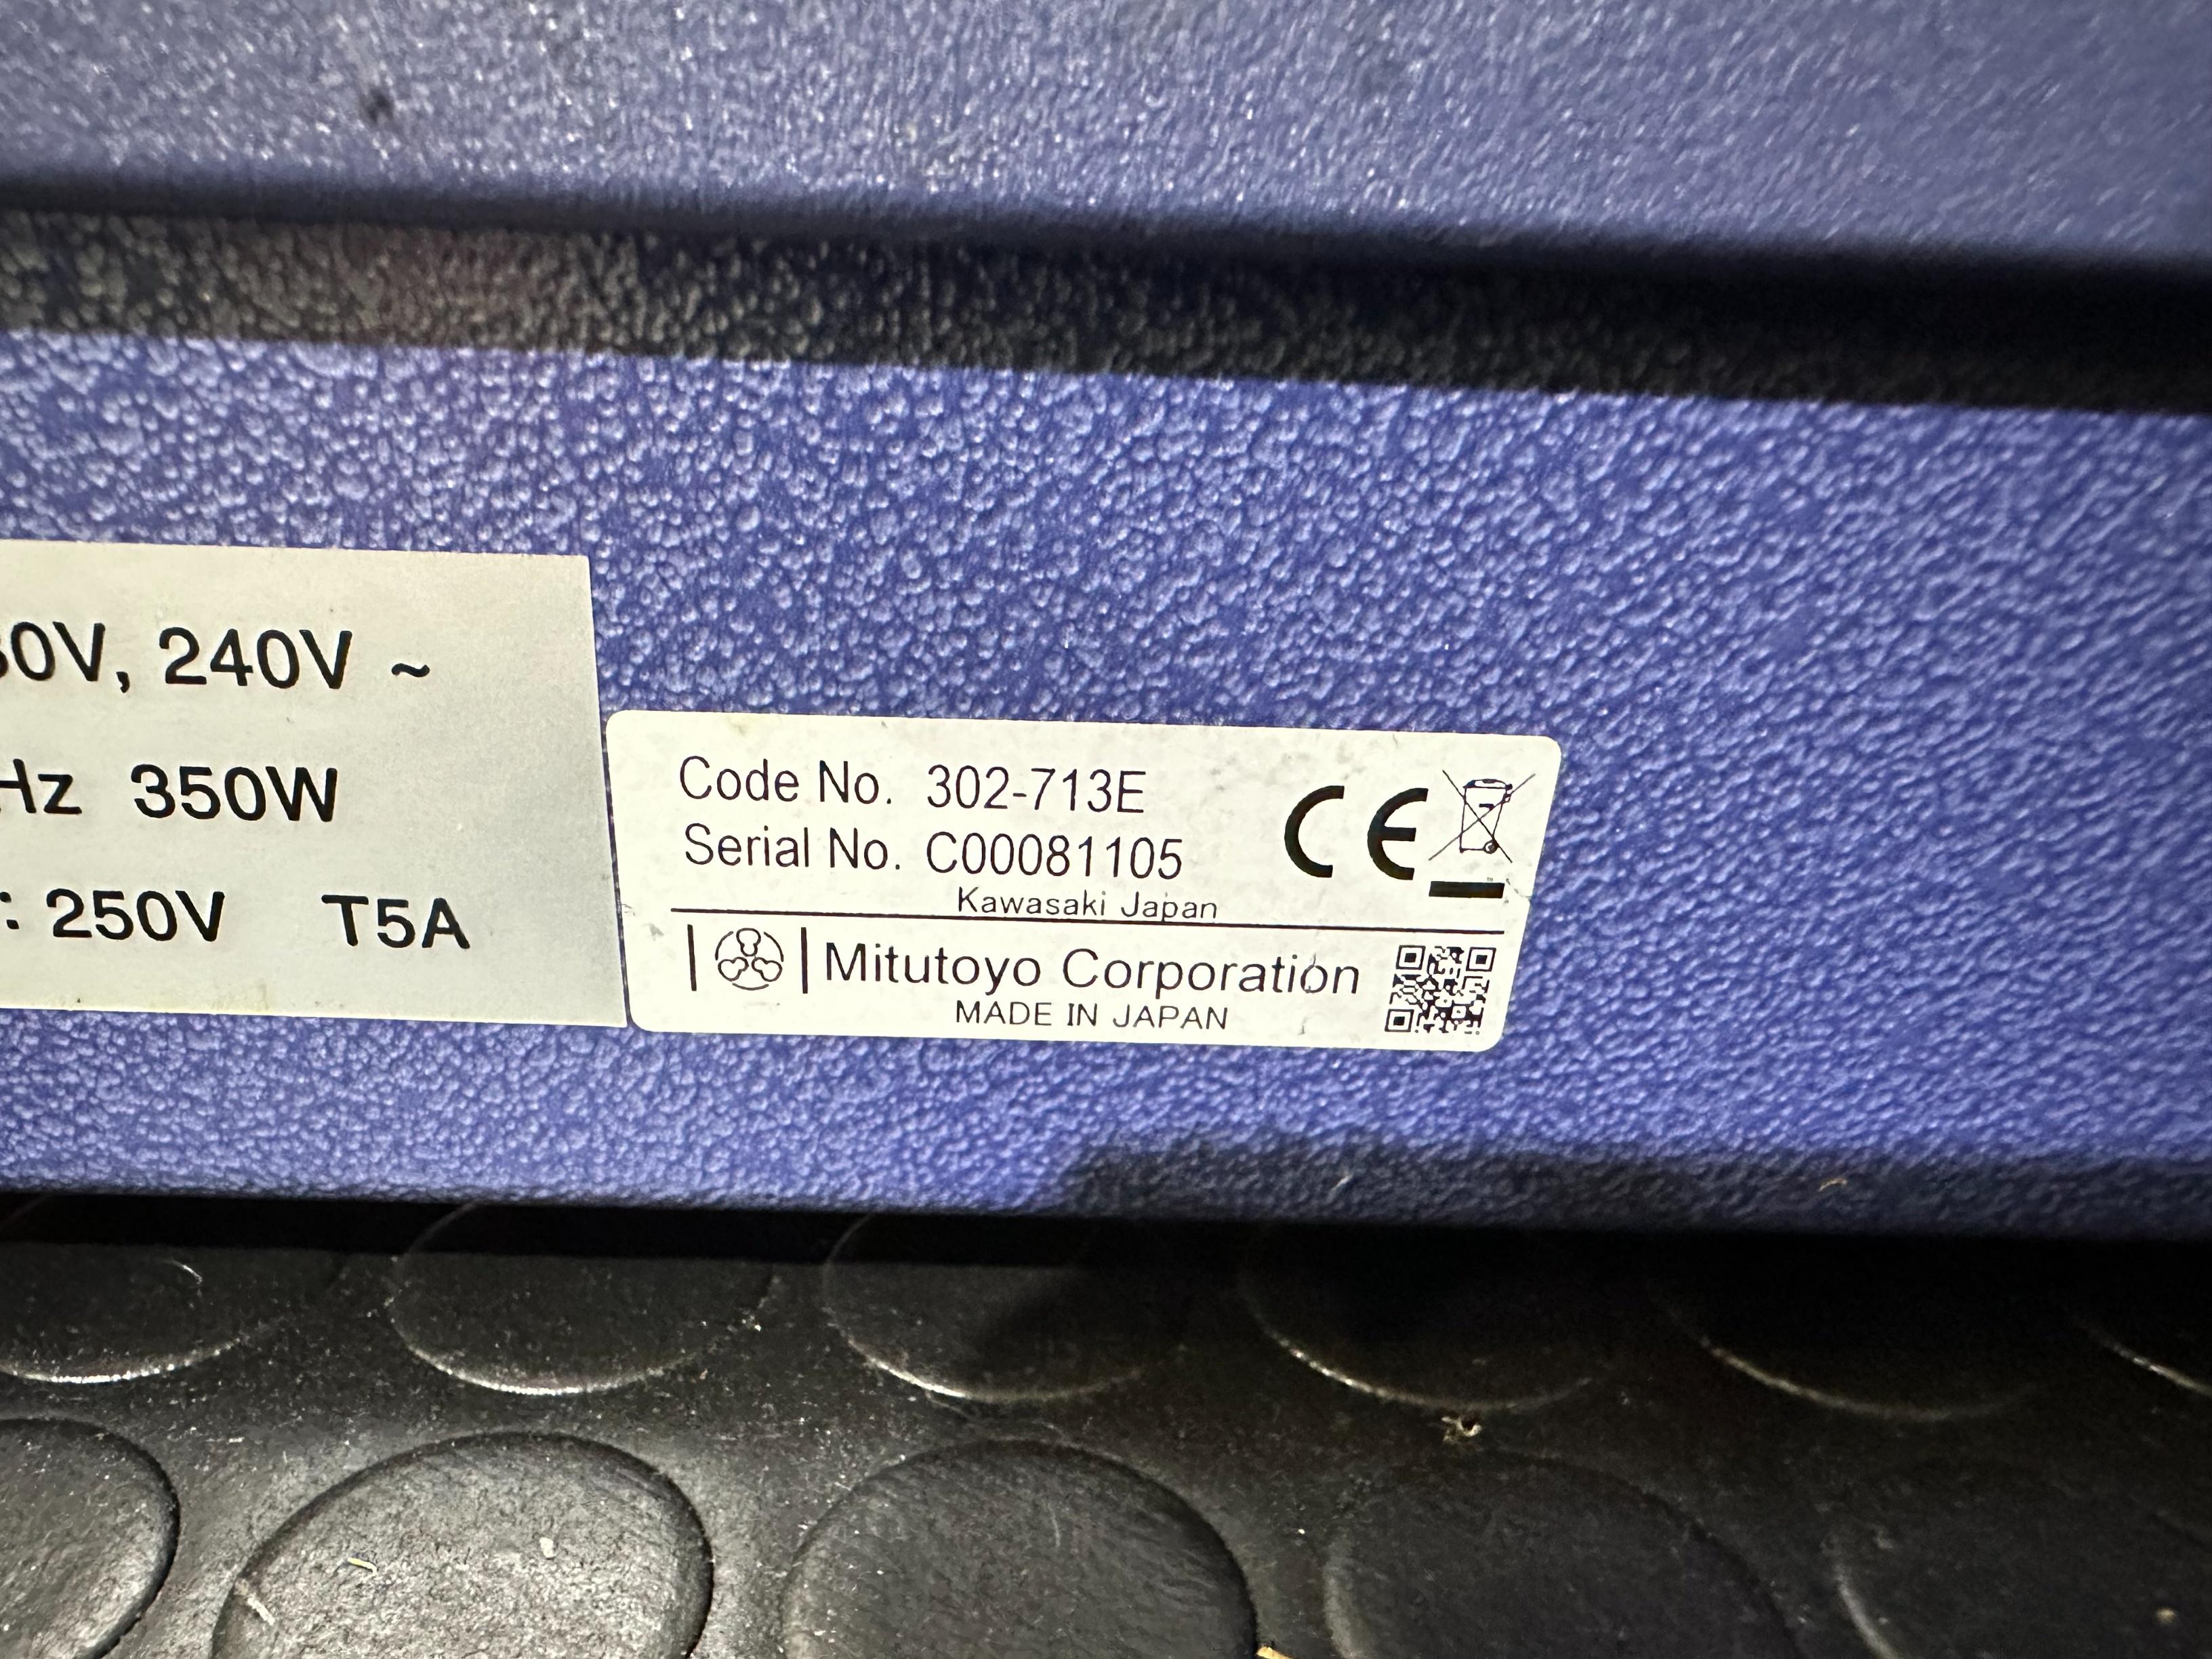 240V ~
Hz 350W
: 250V T5A
Code No. 302-713E
Serial No. C00081105
CE
Kawasaki Japan
Mitutoyo Corporation
MADE IN JAPAN